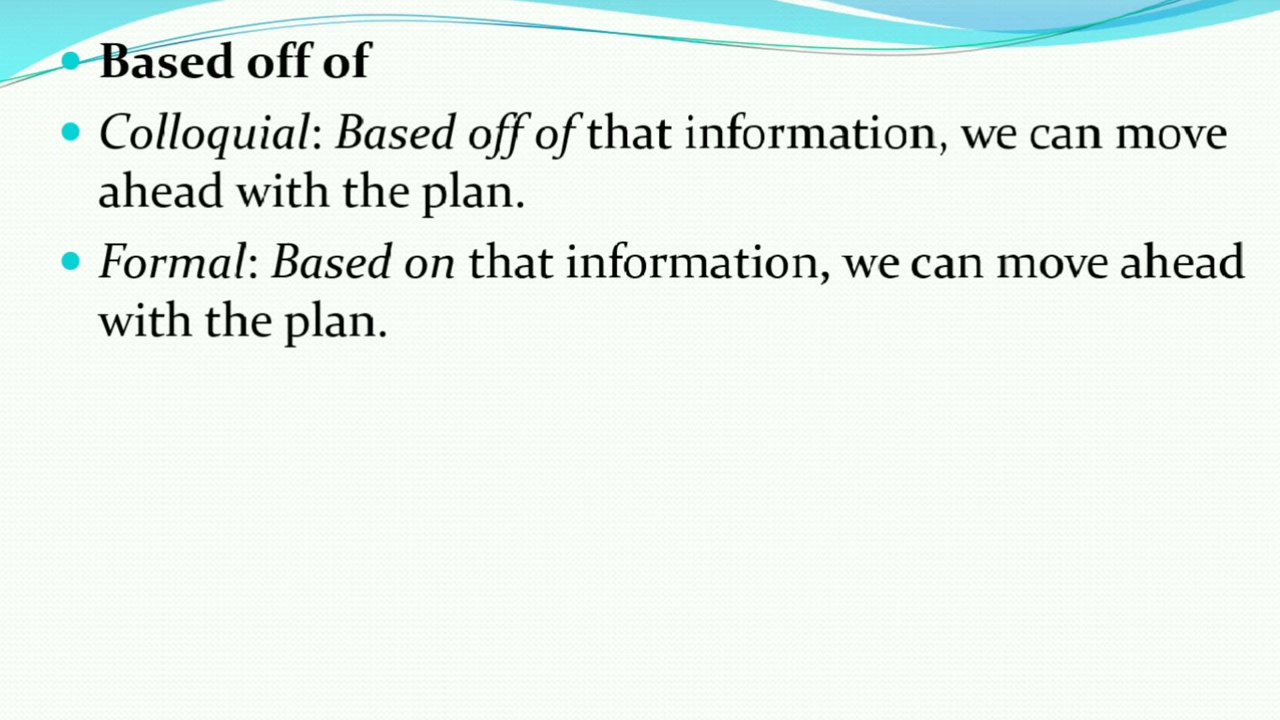 Based off of
Colloquial: Based off of that information, we can move
ahead with the plan.
Formal: Based on that information, we can move ahead
with the plan.